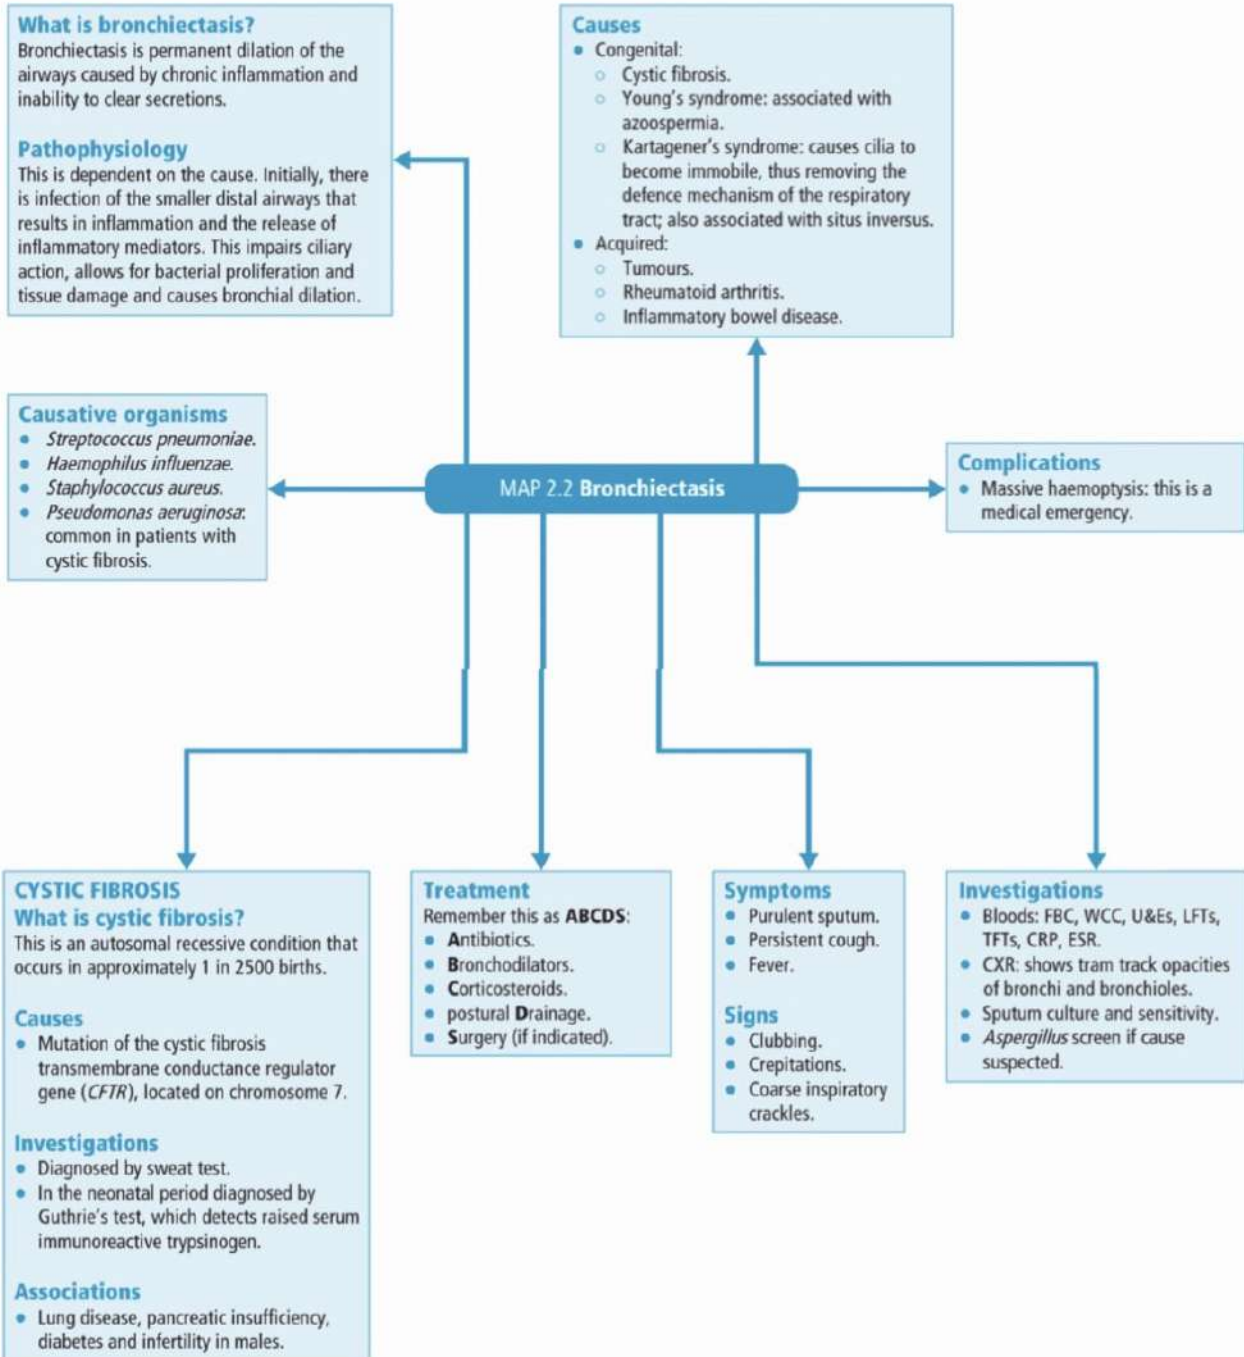 What is bronchiectasis?
Bronchiectasis is permanent dilation of the
airways caused by chronic inflammation and
inability to clear secretions.
Pathophysiology
This is dependent on the cause. Initially, there
is infection of the smaller distal airways that
results in inflammation and the release of
inflammatory mediators. This impairs ciliary
action, allows for bacterial proliferation and
tissue damage and causes bronchial dilation.
Causes
• Congenital:
○ Cystic fibrosis.
○ Young's syndrome: associated with
azoospermia.
○ Kartagener's syndrome: causes cilia to
become immobile, thus removing the
defence mechanism of the respiratory
tract; also associated with situs inversus.
• Acquired:
○ Tumours.
○ Rheumatoid arthritis.
○ Inflammatory bowel disease.
Causative organisms
• Streptococcus pneumoniae.
• Haemophilus influenzae.
• Staphylococcus aureus.
• Pseudomonas aeruginosa:
common in patients with
cystic fibrosis.
MAP 2.2 Bronchiectasis
Complications
• Massive haemoptysis: this is a
medical emergency.
CYSTIC FIBROSIS
What is cystic fibrosis?
This is an autosomal recessive condition that
occurs in approximately 1 in 2500 births.
Causes
• Mutation of the cystic fibrosis
transmembrane conductance regulator
gene (CFTR), located on chromosome 7.
Investigations
• Diagnosed by sweat test.
• In the neonatal period diagnosed by
Guthrie's test, which detects raised serum
immunoreactive trypsinogen.
Associations
• Lung disease, pancreatic insufficiency,
diabetes and infertility in males.
Treatment
Remember this as ABCDS:
• Antibiotics.
• Bronchodilators.
• Corticosteroids.
• postural Drainage.
• Surgery (if indicated).
Symptoms
• Purulent sputum.
• Persistent cough.
• Fever.
Signs
• Clubbing.
• Crepitations.
• Coarse inspiratory
crackles.
Investigations
• Bloods: FBC, WCC, U&Es, LFTs,
TFTs, CRP, ESR.
• CXR: shows tram track opacities
of bronchi and bronchioles.
• Sputum culture and sensitivity.
• Aspergillus screen if cause
suspected.